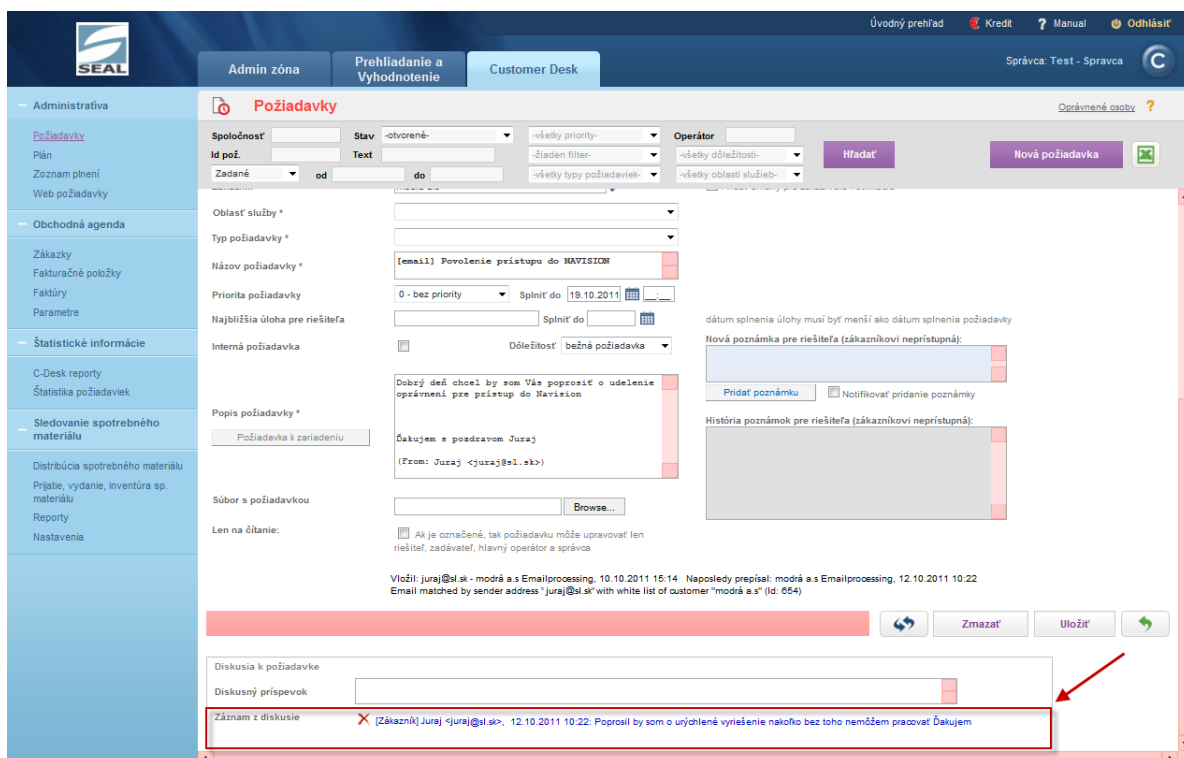 Úvodný prehľad € Kredit ? Manual Odhlásiť
SEAL
Admin zóna
Prehliadanie a
Vyhodnotenie
Customer Desk
Správca: Test - Spravca
C
Administratíva
Požiadavky
Plán
Zoznam plnení
Web požiadavky
Obchodná agenda
Zákazky
Fakturačné položky
Faktúry
Parametre
Štatistické informácie
C-Desk reporty
Štatistika požiadaviek
Sledovanie spotrebného
materiálu
Distribúcia spotrebného materiálu
Prijatie, vydanie, inventúra sp.
materiálu
Reporty
Nastavenia
Požiadavky
Oprávnené osoby ?
Spoločnosť Stav -otvorené- -všetky priority- Operátor
Id pož. Text -žiaden filter- -všetky dôležitosti- Hľadať Nová požiadavka
Zadané od do -všetky typy požiadaviek- -všetky oblasti služieb-
Oblasť služby *
Typ požiadavky *
Názov požiadavky * [email] Povolenie prístupu do NAVISION
Priorita požiadavky 0 - bez priority Splniť do 19.10.2011 __:__
Najbližšia úloha pre riešiteľa Splniť do dátum splnenia úlohy musí byť menší ako dátum splnenia požiadavky
Interná požiadavka Dôležitosť bežná požiadavka
Nová poznámka pre riešiteľa (zákazníkovi neprístupná):
Pridať poznámku Notifikovať pridanie poznámky
Popis požiadavky *
Požiadavka k zariadeniu
Dobrý deň chcel by som Vás poprosiť o udelenie
oprávnení pre prístup do Navision
Ďakujem s pozdravom Juraj
(From: Juraj <juraj@sl.sk>)
História poznámok pre riešiteľa (zákazníkovi neprístupná):
Súbor s požiadavkou Browse...
Len na čítanie: Ak je označené, tak požiadavku môže upravovať len
riešiteľ, zadávateľ, hlavný operátor a správca
Vložil: juraj@sl.sk - modrá a.s Emailprocessing, 10.10.2011 15:14 Naposledy prepísal: modrá a.s Emailprocessing, 12.10.2011 10:22
Email matched by sender address "juraj@sl.sk" with white list of customer "modrá a.s" (Id: 654)
Zmazať Uložiť
Diskusia k požiadavke
Diskusný príspevok
Záznam z diskusie [Zákazník] Juraj <juraj@sl.sk>, 12.10.2011 10:22: Poprosil by som o urýchlené vyriešenie nakoľko bez toho nemôžem pracovať Ďakujem